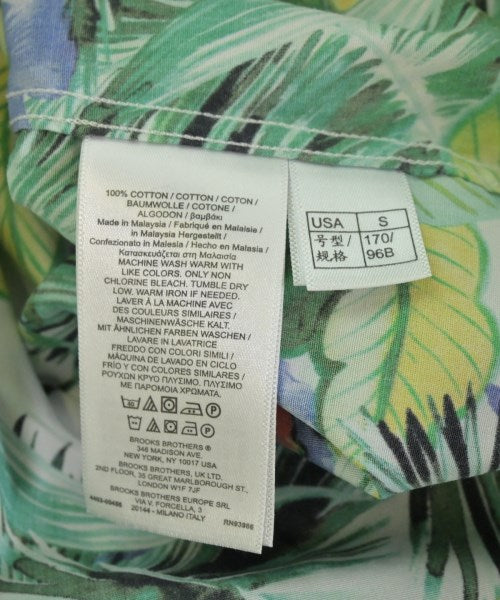 100% COTTON / COTTON / COTON /
BAUMWOLLE / COTONE /
ALGODON / βαμβάκι
Made in Malaysia / Fabriqué en Malaisie /
in Malaysia Hergestellt /
Confezionato in Malesia / Hecho en Malasia /
Κατασκευάζεται στη Μαλαισία
MACHINE WASH WARM WITH
LIKE COLORS. ONLY NON
CHLORINE BLEACH. TUMBLE DRY
LOW. WARM IRON IF NEEDED.
LAVER À LA MACHINE AVEC
DES COULEURS SIMILAIRES /
MASCHINENWÄSCHE KALT.
MIT ÄHNLICHEN FARBEN WASCHEN /
LAVARE IN LAVATRICE
FREDDO CON COLORI SIMILI /
MÁQUINA DE LAVADO EN CICLO
FRÍO Y CON COLORES SIMILARES /
ΡΟΥΧΩΝ ΚΡΥΟ ΠΛΥΣΙΜΟ. ΠΛΥΣΙΜΟ
ΜΕ ΠΑΡΟΜΟΙΑ ΧΡΩΜΑΤΑ.
BROOKS BROTHERS ®
346 MADISON AVE.
NEW YORK, NY 10017 USA
BROOKS BROTHERS, UK LTD.
2ND FLOOR, 35 GREAT MARLBOROUGH ST.
LONDON W1F 7JF
BROOKS BROTHERS EUROPE SRL
VIA V. FORCELLA, 3
20144 - MILANO-ITALY
RN93986
USA S
号型/ 170/
规格 96B